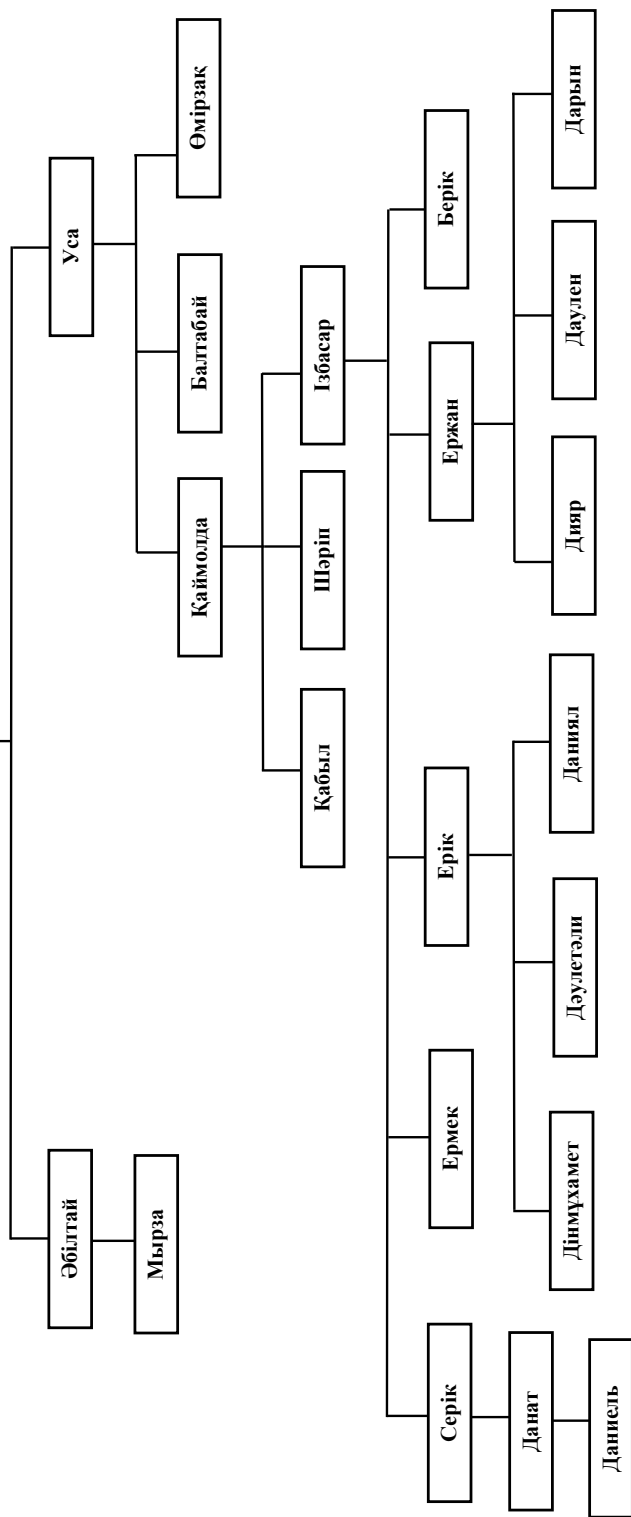 Әбілтай
Уса
Мырза
Қаймолда
Балтабай
Өмірзақ
Қабыл
Шәріп
Ізбасар
Серік
Ермек
Ерік
Ержан
Берік
Данат
Дінмұхамет
Дәулетәли
Даниял
Дияр
Даулен
Дарын
Даниель